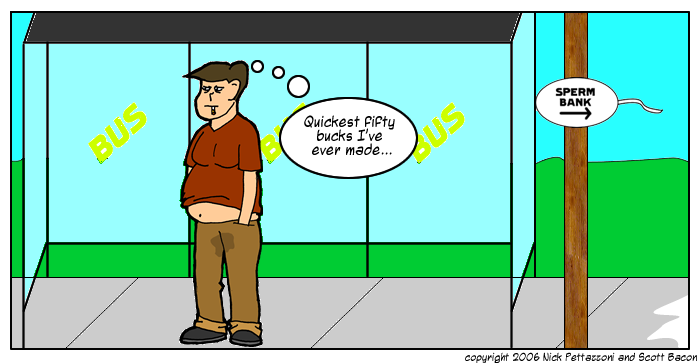 Quickest fifty
bucks I've
ever made...
SPERM
BANK
BUS
BUS
BUS
copyright 2006 Nick Pettazzoni and Scott Bacon